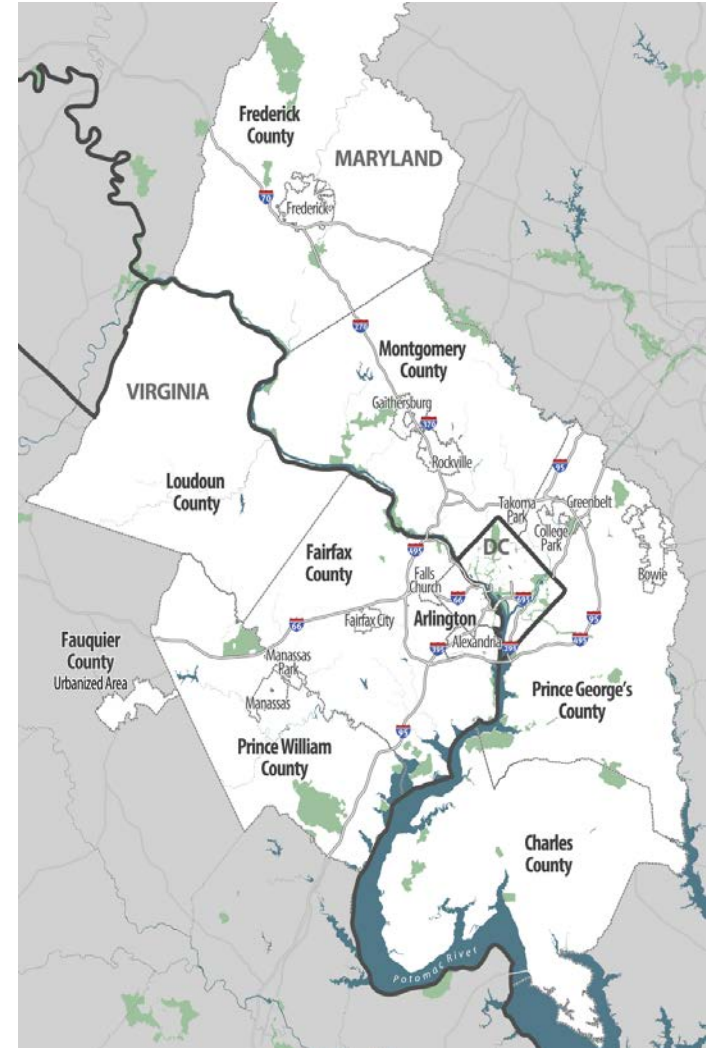 Frederick
County
MARYLAND
70
Frederick
270
Montgomery
County
VIRGINIA
Gaithersburg
370
Rockville
95
Loudoun
County
Takoma
Park
Greenbelt
College
Park
DC
495
Fairfax
County
Falls
Church
Bowie
66
695
Arlington
95
66
Fairfax City
Alexandria
395
495
Fauquier
County
Urbanized Area
Manassas
Park
Manassas
Prince George's
County
95
Prince William
County
Charles
County
Potomac River